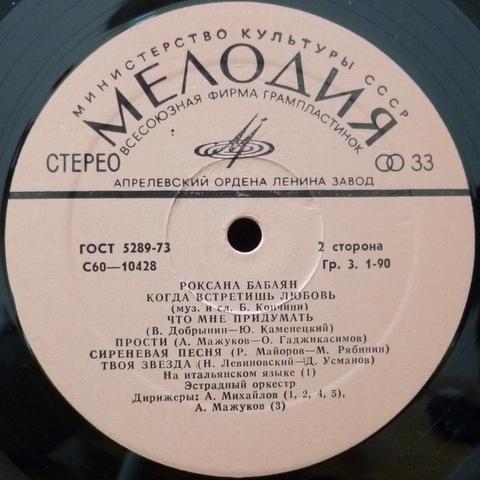 МИНИСТЕРСТВО КУЛЬТУРЫ СССР
МЕЛОДИЯ
ВСЕСОЮЗНАЯ ФИРМА ГРАМПЛАСТИНОК
СТЕРЕО 33
АПРЕЛЕВСКИЙ ОРДЕНА ЛЕНИНА ЗАВОД
ГОСТ 5289-73 2 сторона
С60—10428 Гр. 3. 1-90
РОКСАНА БАБАЯН
КОГДА ВСТРЕТИШЬ ЛЮБОВЬ
(муз. и сл. Б. Кончини)
ЧТО МНЕ ПРИДУМАТЬ
(В. Добрынин—Ю. Каменецкий)
ПРОСТИ (А. Мажуков—О. Гаджикасимов)
СИРЕНЕВАЯ ПЕСНЯ (Р. Майоров—М. Рябинин)
ТВОЯ ЗВЕЗДА (Н. Левиновский—Д. Усманов)
На итальянском языке (1)
Эстрадный оркестр
Дирижеры: А. Михайлов (1, 2, 4, 5),
А. Мажуков (3)